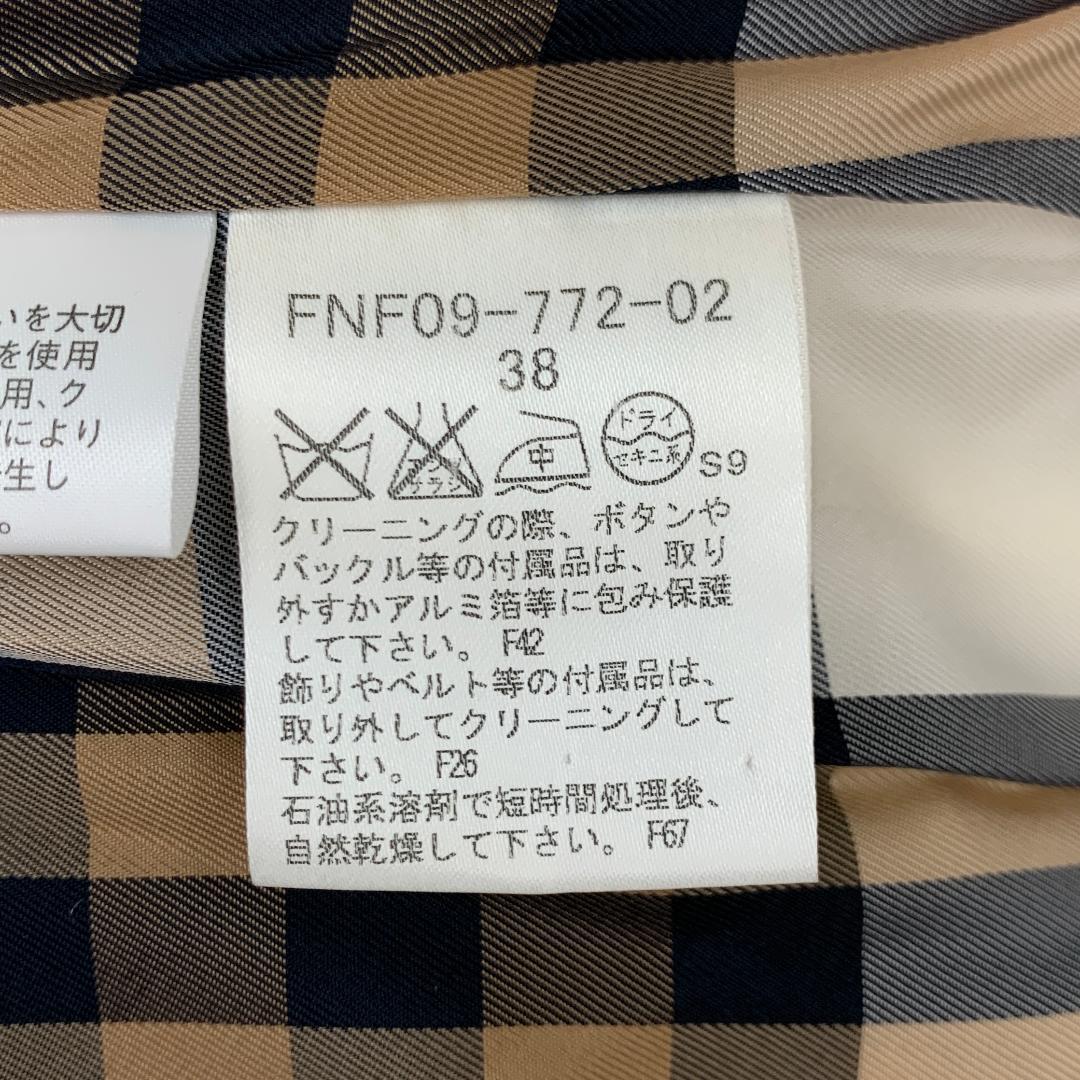 いを大切
を使用
用、ク
により
生し
。
FNF09-772-02
38
エンソ
サラシ
中
ドライ
セキユ系
S9
クリーニングの際、ボタンや
バックル等の付属品は、取り
外すかアルミ箔等に包み保護
して下さい。 F42
飾りやベルト等の付属品は、
取り外してクリーニングして
下さい。 F26
石油系溶剤で短時間処理後、
自然乾燥して下さい。 F67